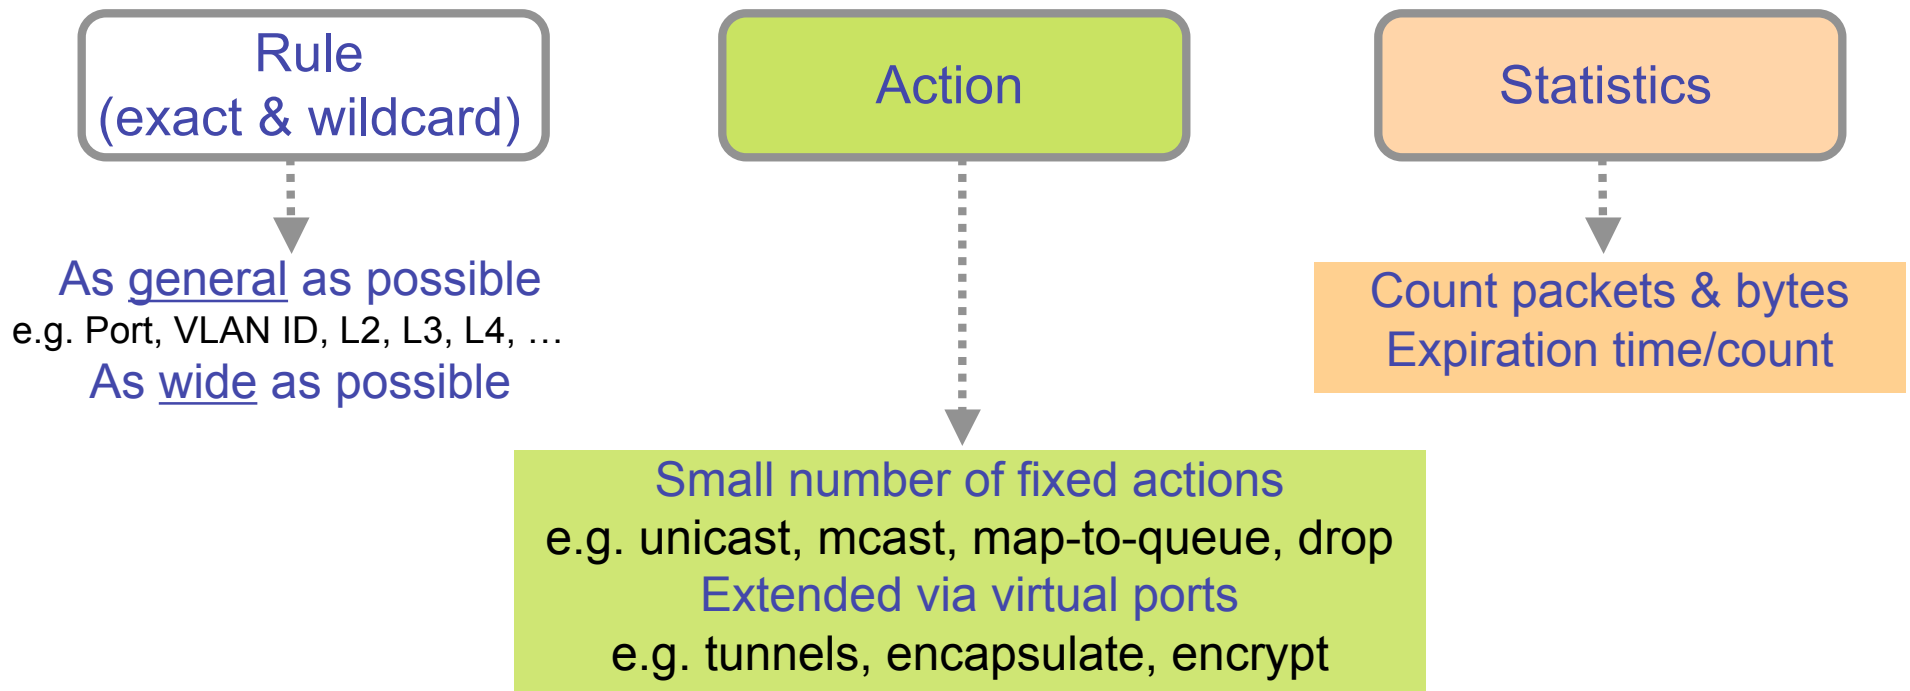 Rule
(exact & wildcard)
Action
Statistics
As general as possible
e.g. Port, VLAN ID, L2, L3, L4, …
As wide as possible
Count packets & bytes
Expiration time/count
Small number of fixed actions
e.g. unicast, mcast, map-to-queue, drop
Extended via virtual ports
e.g. tunnels, encapsulate, encrypt